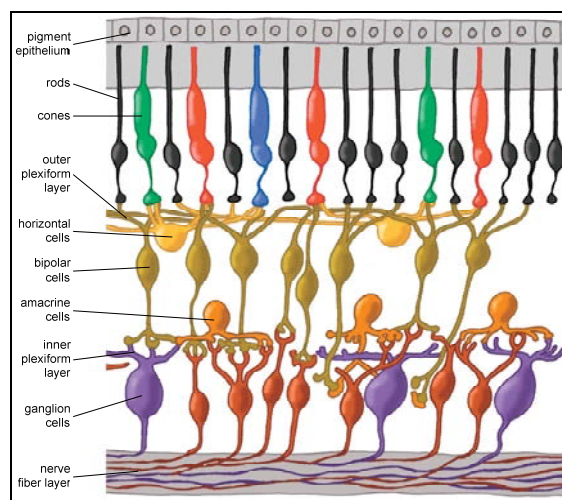 pigment
epithelium
rods
cones
outer
plexiform
layer
horizontal
cells
bipolar
cells
amacrine
cells
inner
plexiform
layer
ganglion
cells
nerve
fiber layer